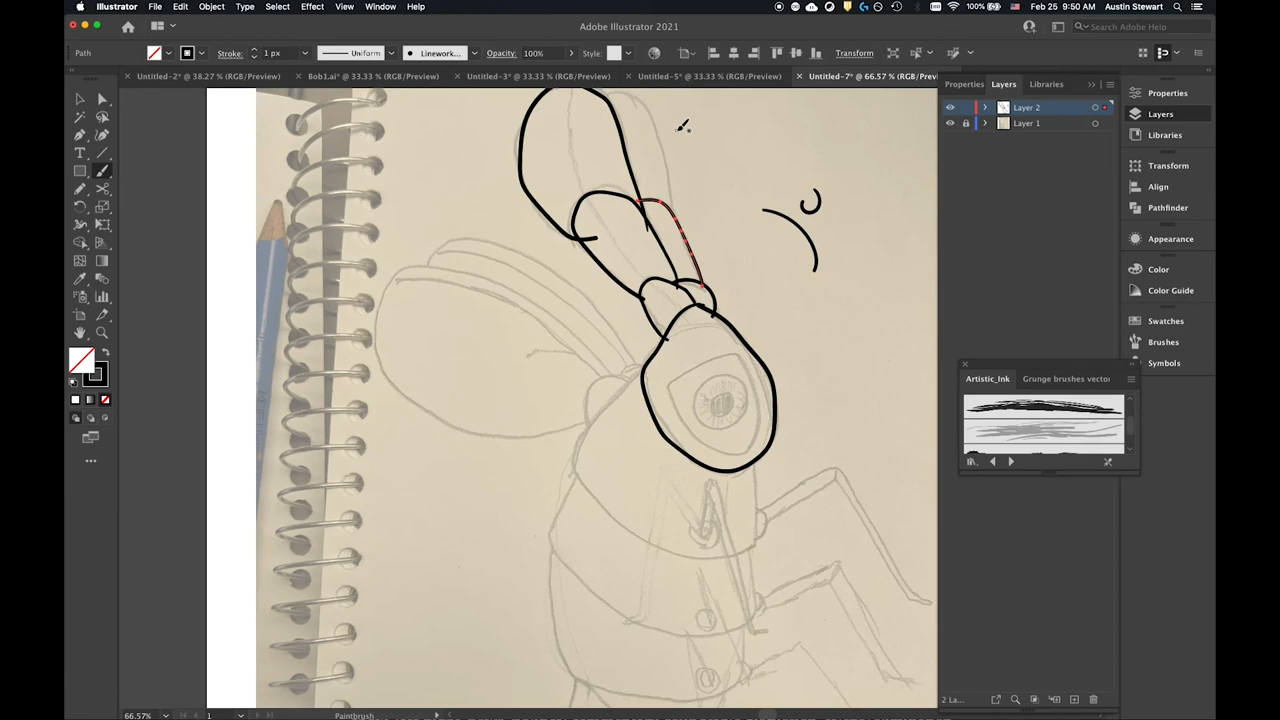 Illustrator File Edit Object Type Select Effect View Window Help 100% Feb 25 9:50 AM Austin Stewart
Adobe Illustrator 2021
Search Adobe Help
Path Stroke: 1 px Uniform Linework... Opacity: 100% Style: Transform
Untitled-2* @ 38.27 % (RGB/Preview) Bob1.ai* @ 33.33 % (RGB/Preview) Untitled-3* @ 33.33 % (RGB/Preview) Untitled-5* @ 33.33 % (RGB/Preview) Untitled-7* @ 66.57 % (RGB/Previ
Properties Layers Libraries
Layer 2
Layer 1
Properties
Layers
Libraries
Transform
Align
Pathfinder
Appearance
Color
Color Guide
Swatches
Brushes
Symbols
Artistic_Ink Grunge brushes vector
2 La...
66.57% 1 Paintbrush